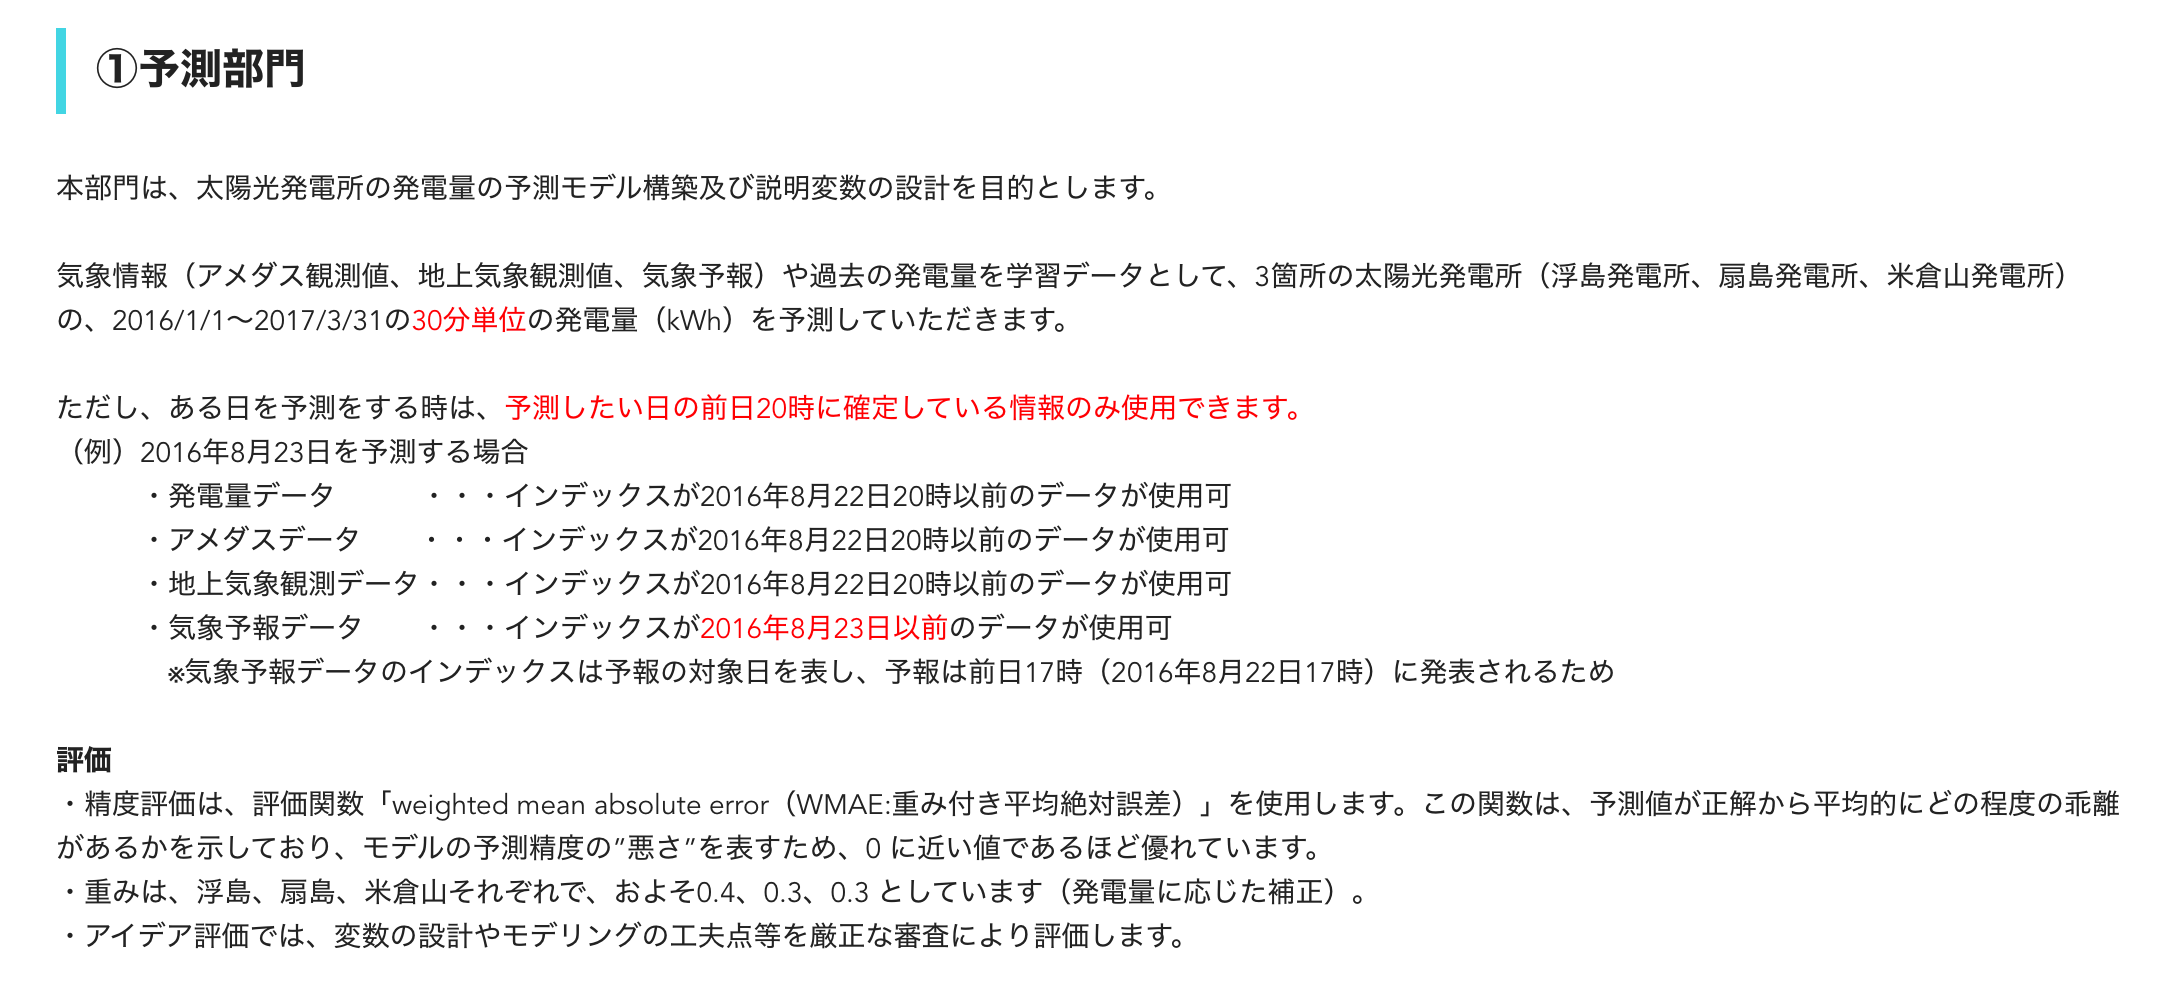 ①予測部門
本部門は、太陽光発電所の発電量の予測モデル構築及び説明変数の設計を目的とします。
気象情報（アメダス観測値、地上気象観測値、気象予報）や過去の発電量を学習データとして、3箇所の太陽光発電所（浮島発電所、扇島発電所、米倉山発電所）
の、2016/1/1〜2017/3/31の30分単位の発電量（kWh）を予測していただきます。
ただし、ある日を予測をする時は、予測したい日の前日20時に確定している情報のみ使用できます。
（例）2016年8月23日を予測する場合
・発電量データ　　　・・・インデックスが2016年8月22日20時以前のデータが使用可
・アメダスデータ　　・・・インデックスが2016年8月22日20時以前のデータが使用可
・地上気象観測データ・・・インデックスが2016年8月22日20時以前のデータが使用可
・気象予報データ　　・・・インデックスが2016年8月23日以前のデータが使用可
※気象予報データのインデックスは予報の対象日を表し、予報は前日17時（2016年8月22日17時）に発表されるため
評価
・精度評価は、評価関数「weighted mean absolute error（WMAE:重み付き平均絶対誤差）」を使用します。この関数は、予測値が正解から平均的にどの程度の乖離
があるかを示しており、モデルの予測精度の”悪さ”を表すため、0 に近い値であるほど優れています。
・重みは、浮島、扇島、米倉山それぞれで、およそ0.4、0.3、0.3 としています（発電量に応じた補正）。
・アイデア評価では、変数の設計やモデリングの工夫点等を厳正な審査により評価します。